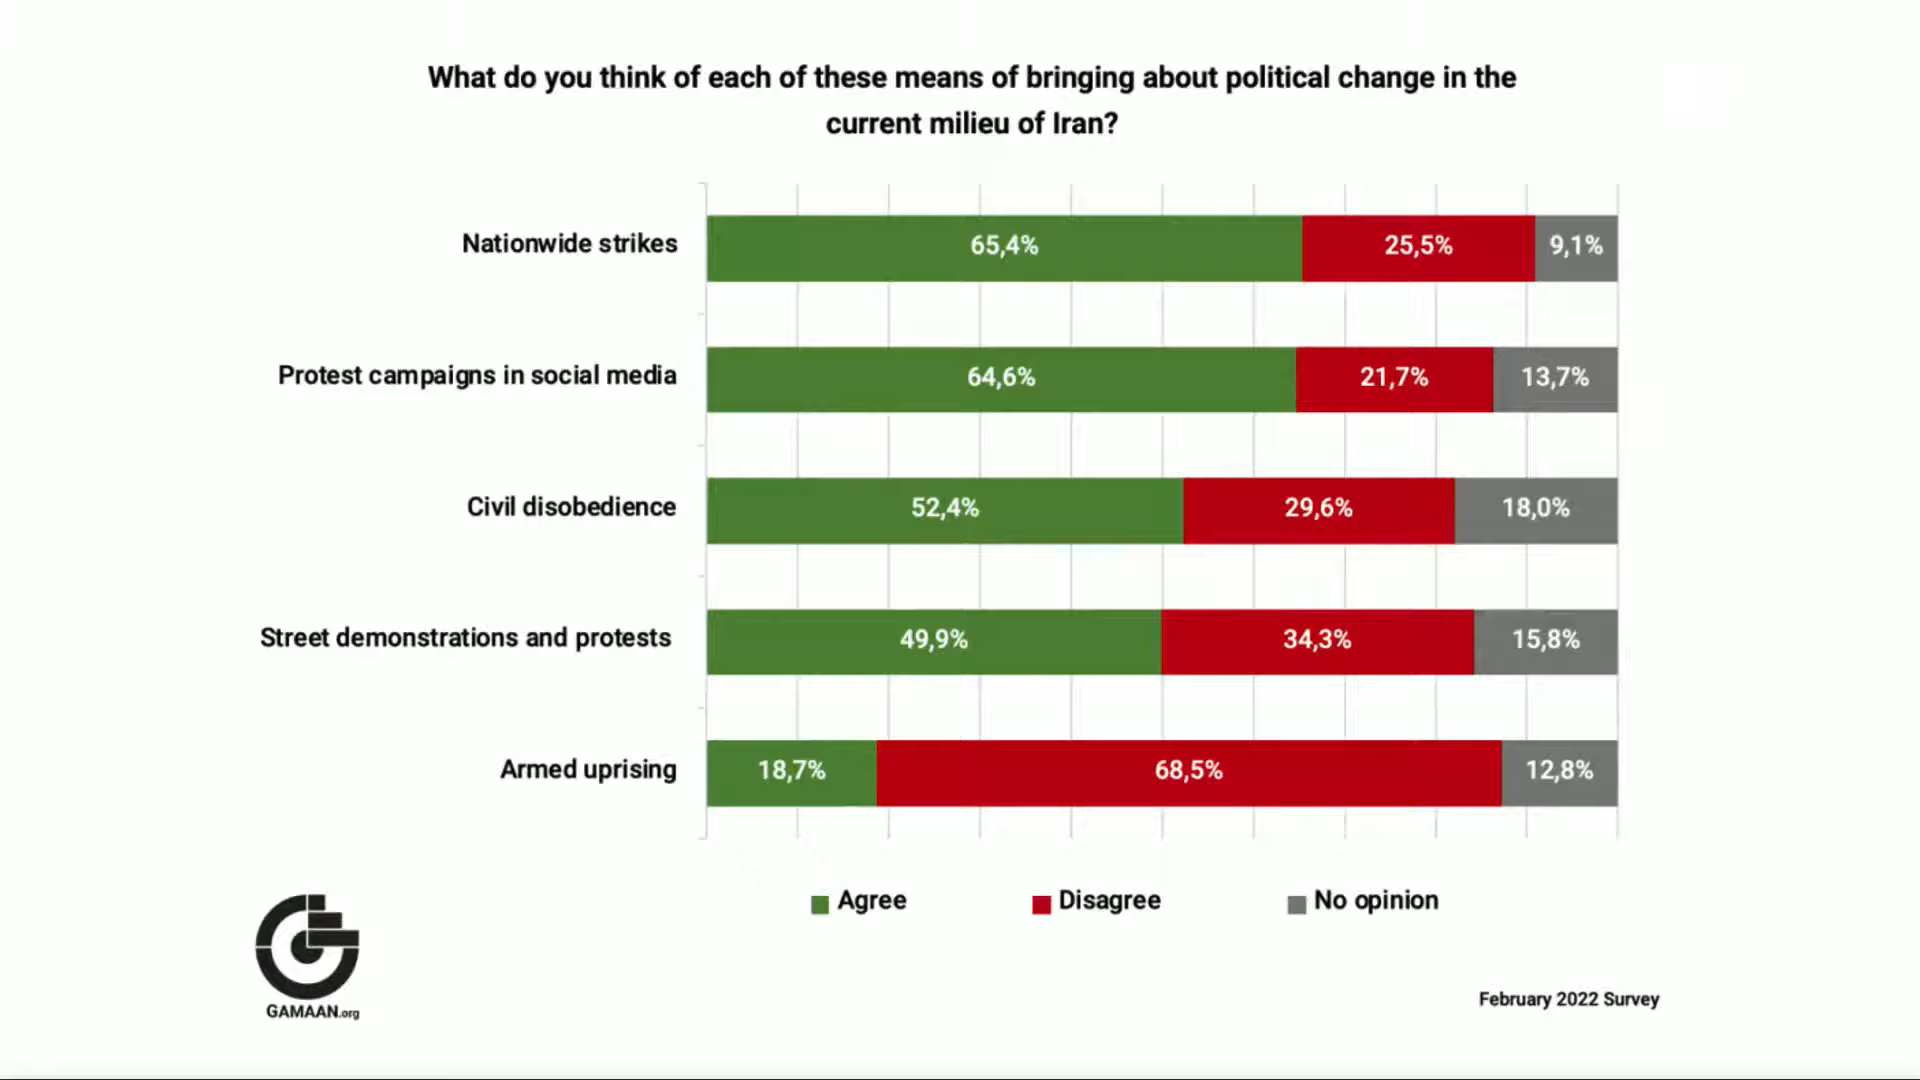 What do you think of each of these means of bringing about political change in the
current milieu of Iran?
Nationwide strikes
65,4%
25,5%
9,1%
Protest campaigns in social media
64,6%
21,7%
13,7%
Civil disobedience
52,4%
29,6%
18,0%
Street demonstrations and protests
49,9%
34,3%
15,8%
Armed uprising
18,7%
68,5%
12,8%
Agree
Disagree
No opinion
GAMAAN.org
February 2022 Survey